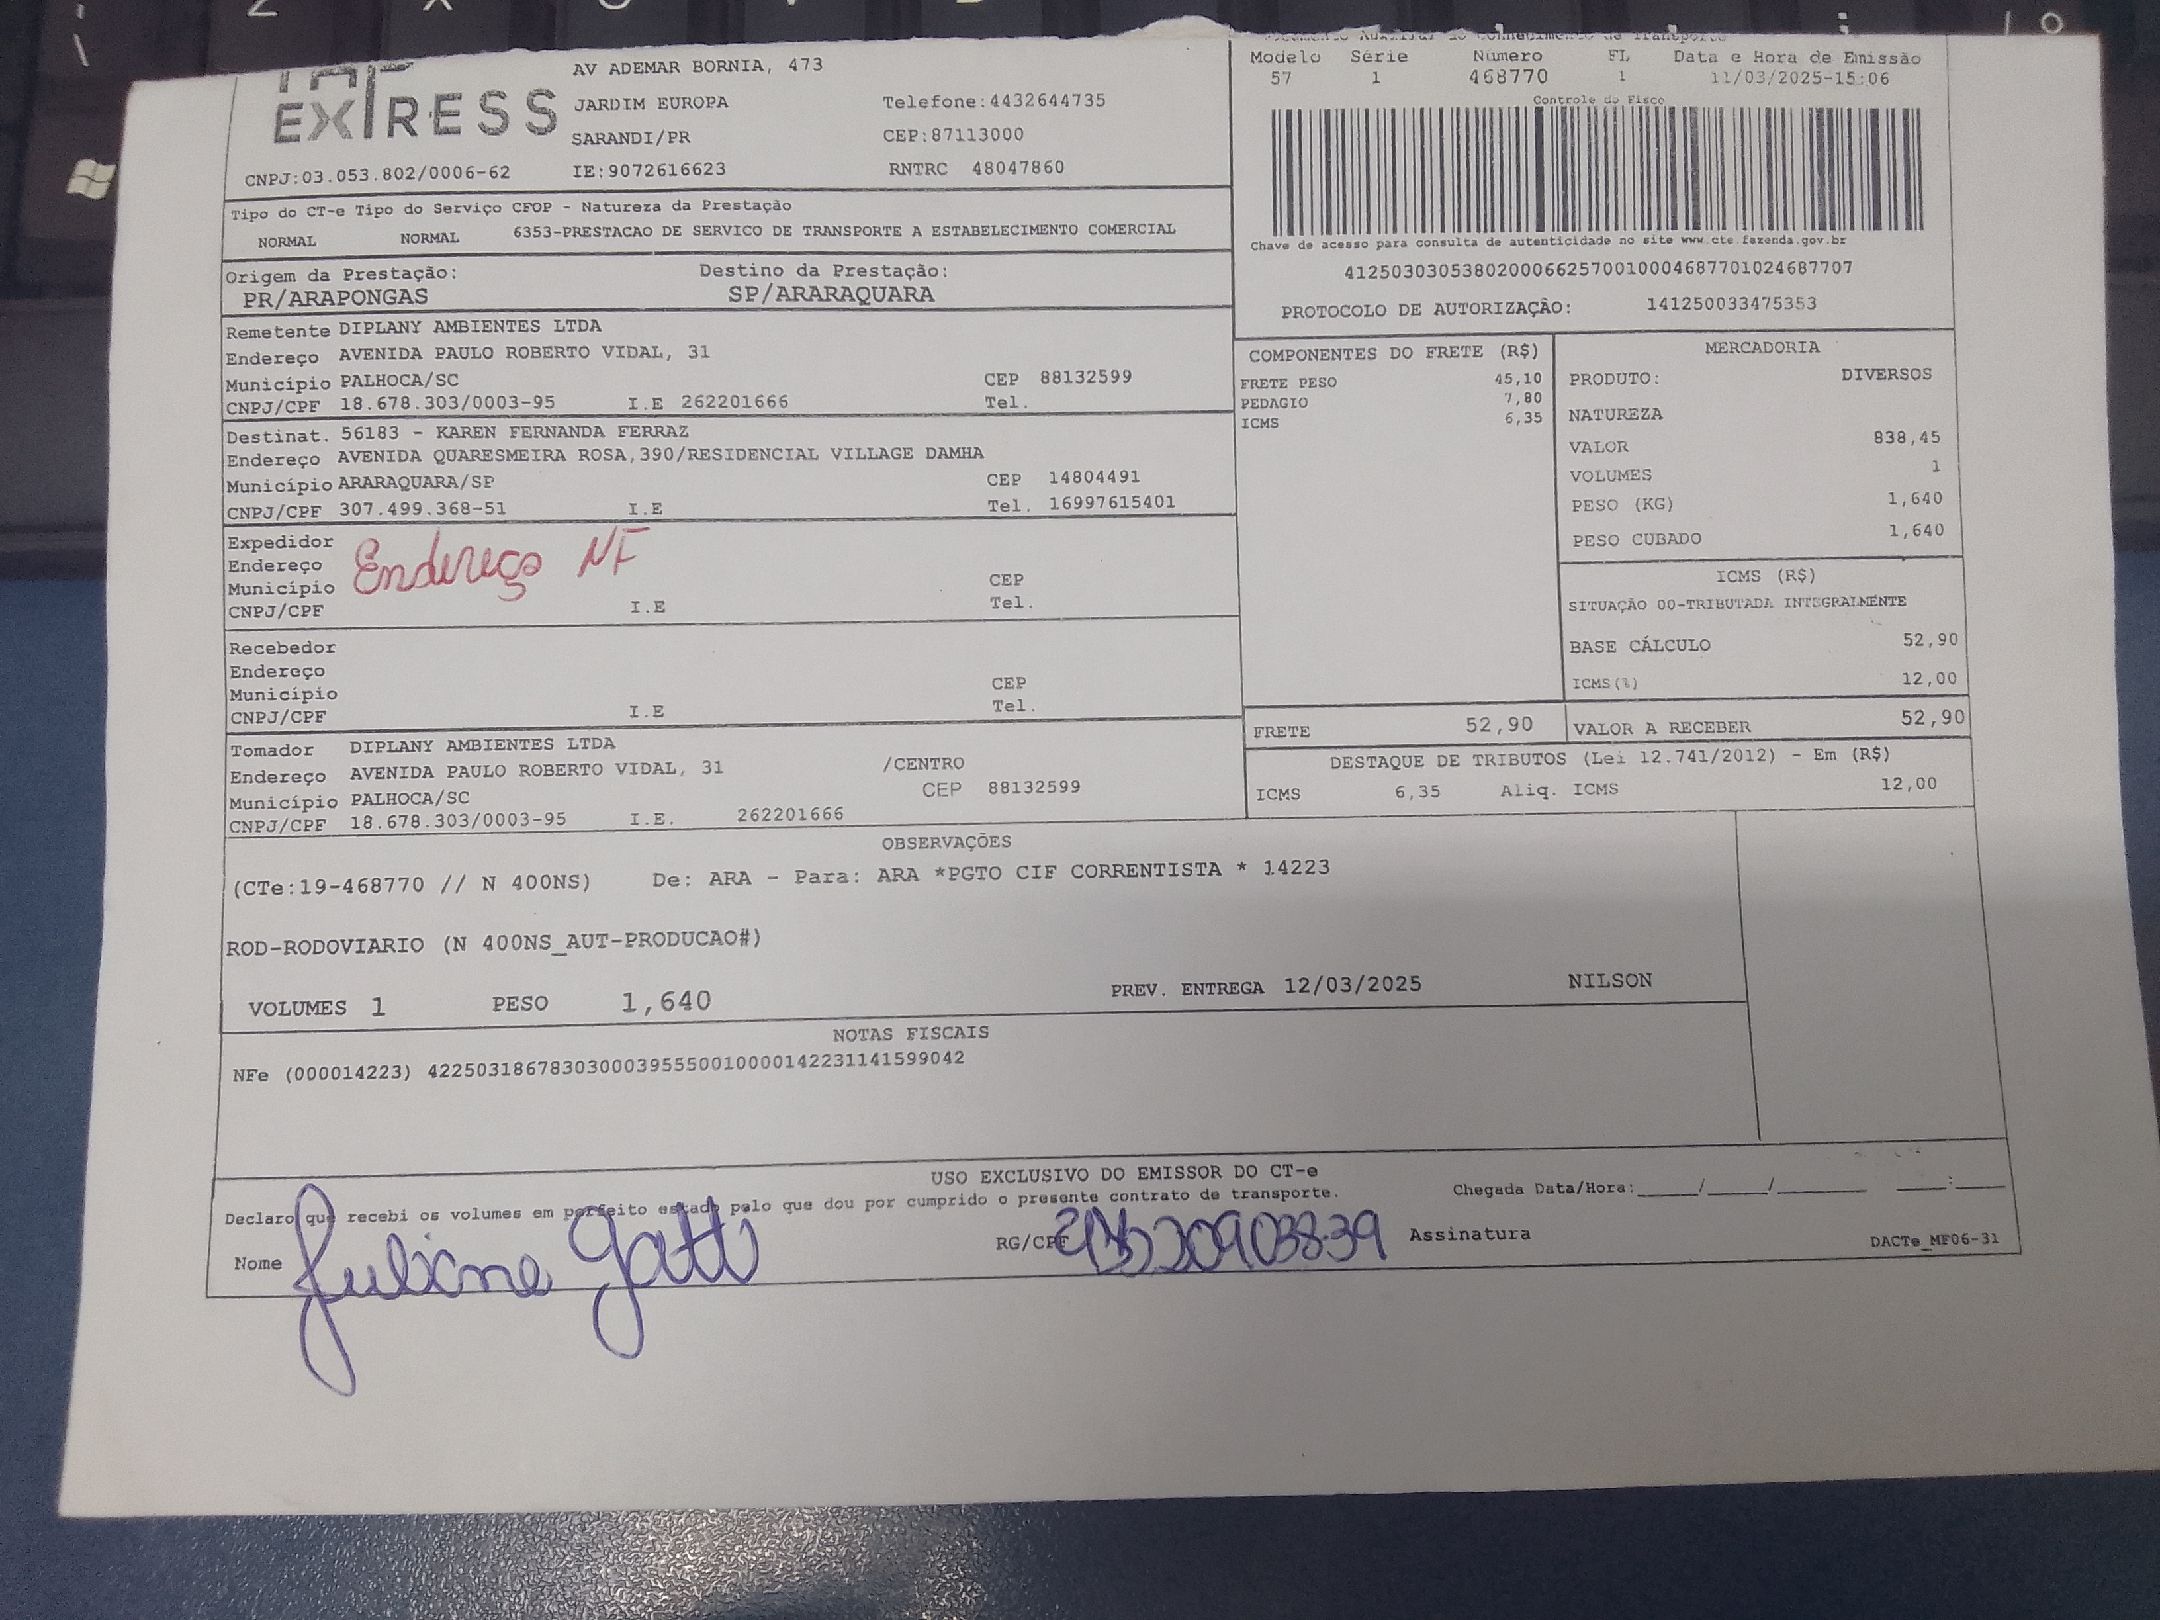 EXPRESS
AV ADEMAR BORNIA, 473
JARDIM EUROPA
Telefone:4432644735
SARANDI/PR
CEP:87113000
CNPJ:03.053.802/0006-62
IE:9072616623
RNTRC 48047860
Modelo Série Número FL Data e Hora de Emissão
57 1 468770 1 11/03/2025-15:06
Controle do Fisco
Chave de acesso para consulta de autenticidade no site www.cte.fazenda.gov.br
41250303053802000662570010004687701024687707
PROTOCOLO DE AUTORIZAÇÃO: 141250033475353
Tipo do CT-e Tipo do Serviço CFOP - Natureza da Prestação
NORMAL NORMAL 6353-PRESTACAO DE SERVICO DE TRANSPORTE A ESTABELECIMENTO COMERCIAL
Origem da Prestação: Destino da Prestação:
PR/ARAPONGAS SP/ARARAQUARA
Remetente DIPLANY AMBIENTES LTDA
Endereço AVENIDA PAULO ROBERTO VIDAL, 31
Município PALHOCA/SC CEP 88132599
CNPJ/CPF 18.678.303/0003-95 I.E 262201666 Tel.
Destinat. 56183 - KAREN FERNANDA FERRAZ
Endereço AVENIDA QUARESMEIRA ROSA,390/RESIDENCIAL VILLAGE DAMHA
Município ARARAQUARA/SP CEP 14804491
CNPJ/CPF 307.499.368-51 I.E Tel. 16997615401
Expedidor
Endereço
Município CEP
CNPJ/CPF I.E Tel.
Endereço NF
Recebedor
Endereço
Município CEP
CNPJ/CPF I.E Tel.
Tomador DIPLANY AMBIENTES LTDA
Endereço AVENIDA PAULO ROBERTO VIDAL, 31 /CENTRO
Município PALHOCA/SC CEP 88132599
CNPJ/CPF 18.678.303/0003-95 I.E. 262201666
COMPONENTES DO FRETE (R$)
FRETE PESO 45,10
PEDAGIO 7,80
ICMS 6,35
MERCADORIA
PRODUTO: DIVERSOS
NATUREZA
VALOR 838,45
VOLUMES 1
PESO (KG) 1,640
PESO CUBADO 1,640
ICMS (R$)
SITUAÇÃO 00-TRIBUTADA INTEGRALMENTE
BASE CÁLCULO 52,90
ICMS(%) 12,00
FRETE 52,90 VALOR A RECEBER 52,90
DESTAQUE DE TRIBUTOS (Lei 12.741/2012) - Em (R$)
ICMS 6,35 Aliq. ICMS 12,00
OBSERVAÇÕES
(CTe:19-468770 // N 400NS) De: ARA - Para: ARA *PGTO CIF CORRENTISTA * 14223
ROD-RODOVIARIO (N 400NS_AUT-PRODUCAO#)
VOLUMES 1 PESO 1,640 PREV. ENTREGA 12/03/2025 NILSON
NOTAS FISCAIS
NFe (000014223) 42250318678303000395550010000142231141599042
USO EXCLUSIVO DO EMISSOR DO CT-e
Declaro que recebi os volumes em perfeito estado pelo que dou por cumprido o presente contrato de transporte.
Chegada Data/Hora:_____/_____/_______ ____:____
Nome Juliane Gatti RG/CPF Assinatura
DACTe_MF06-31